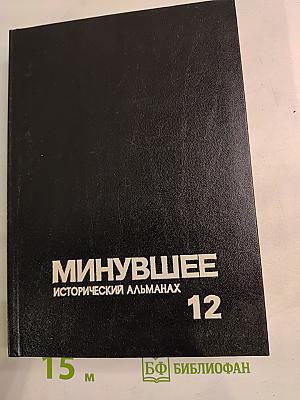 МИНУВШЕЕ
ИСТОРИЧЕСКИЙ АЛЬМАНАХ
12
15 м
БФ БИБЛИОФАН